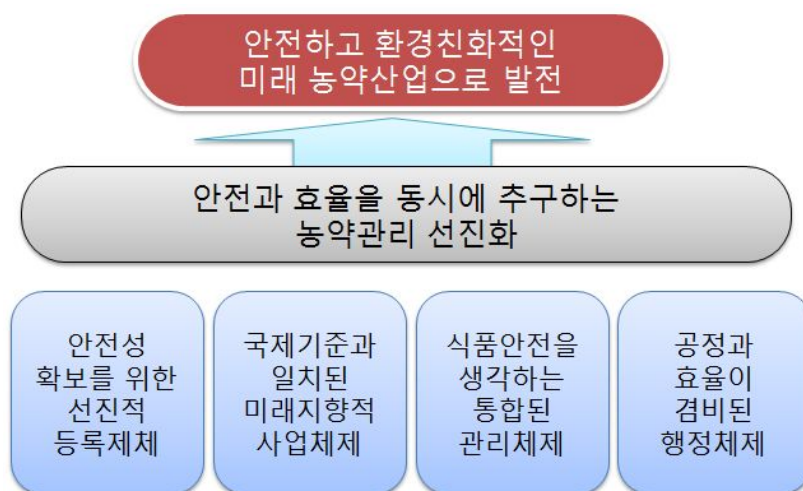 안전하고 환경친화적인
미래 농약산업으로 발전
안전과 효율을 동시에 추구하는
농약관리 선진화
안전성
확보를 위한
선진적
등록제체
국제기준과
일치된
미래지향적
사업체제
식품안전을
생각하는
통합된
관리체제
공정과
효율이
겸비된
행정체제